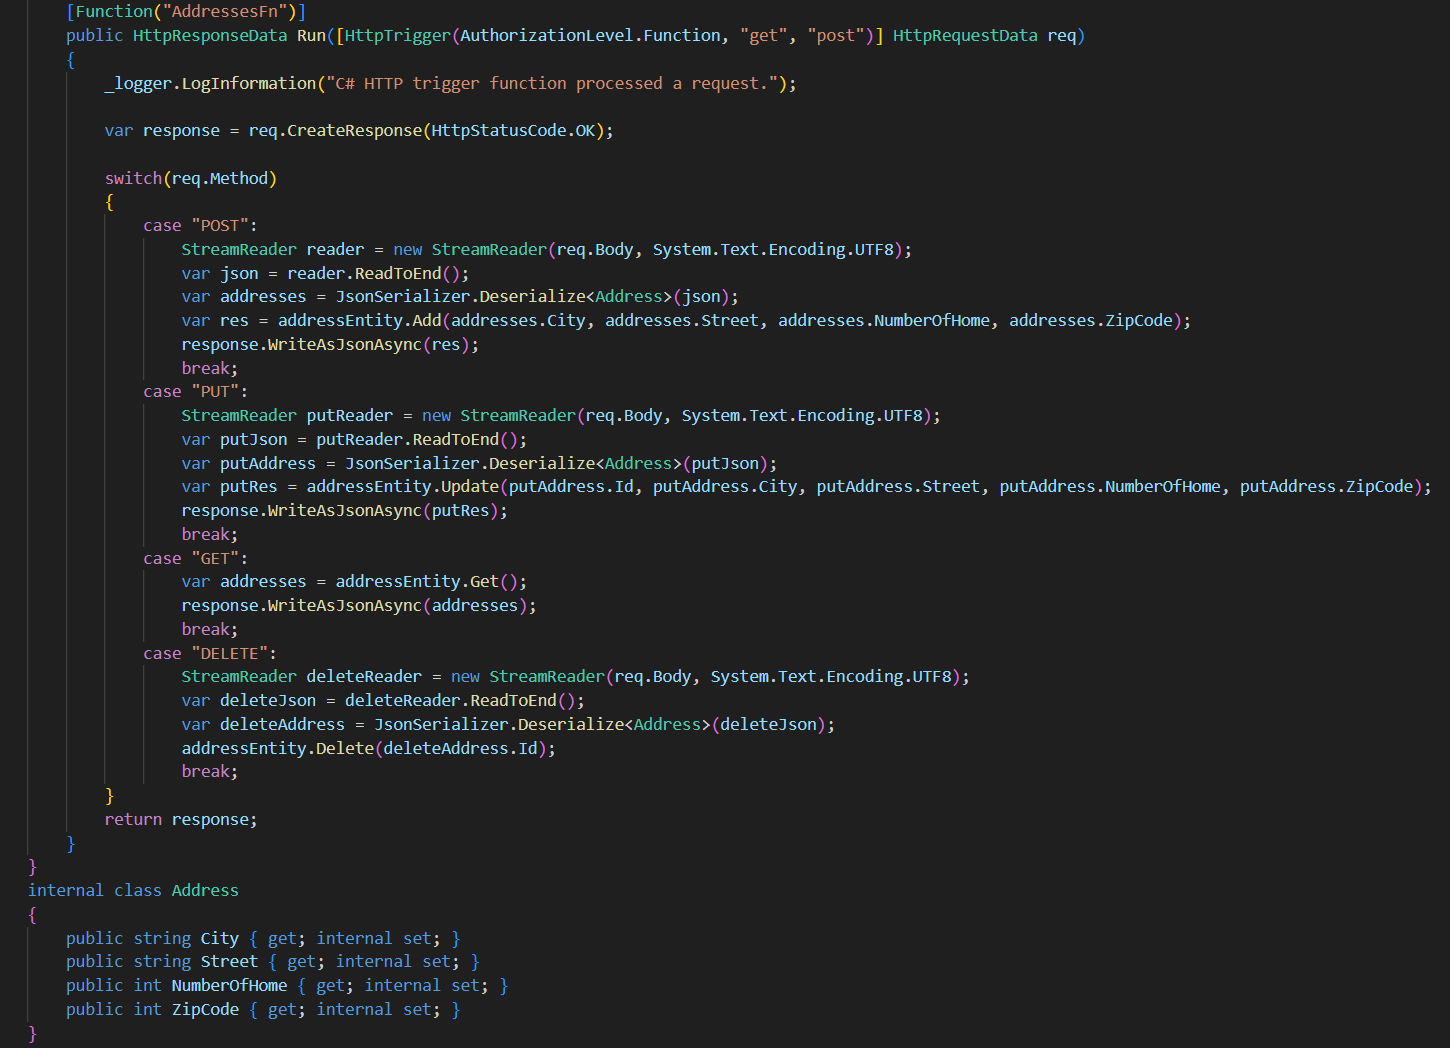 [Function("AddressesFn")]
public HttpResponseData Run([HttpTrigger(AuthorizationLevel.Function, "get", "post")] HttpRequestData req)
{
_logger.LogInformation("C# HTTP trigger function processed a request.");
var response = req.CreateResponse(HttpStatusCode.OK);
switch(req.Method)
{
case "POST":
StreamReader reader = new StreamReader(req.Body, System.Text.Encoding.UTF8);
var json = reader.ReadToEnd();
var addresses = JsonSerializer.Deserialize<Address>(json);
var res = addressEntity.Add(addresses.City, addresses.Street, addresses.NumberOfHome, addresses.ZipCode);
response.WriteAsJsonAsync(res);
break;
case "PUT":
StreamReader putReader = new StreamReader(req.Body, System.Text.Encoding.UTF8);
var putJson = putReader.ReadToEnd();
var putAddress = JsonSerializer.Deserialize<Address>(putJson);
var putRes = addressEntity.Update(putAddress.Id, putAddress.City, putAddress.Street, putAddress.NumberOfHome, putAddress.ZipCode);
response.WriteAsJsonAsync(putRes);
break;
case "GET":
var addresses = addressEntity.Get();
response.WriteAsJsonAsync(addresses);
break;
case "DELETE":
StreamReader deleteReader = new StreamReader(req.Body, System.Text.Encoding.UTF8);
var deleteJson = deleteReader.ReadToEnd();
var deleteAddress = JsonSerializer.Deserialize<Address>(deleteJson);
addressEntity.Delete(deleteAddress.Id);
break;
}
return response;
}
}
internal class Address
{
public string City { get; internal set; }
public string Street { get; internal set; }
public int NumberOfHome { get; internal set; }
public int ZipCode { get; internal set; }
}